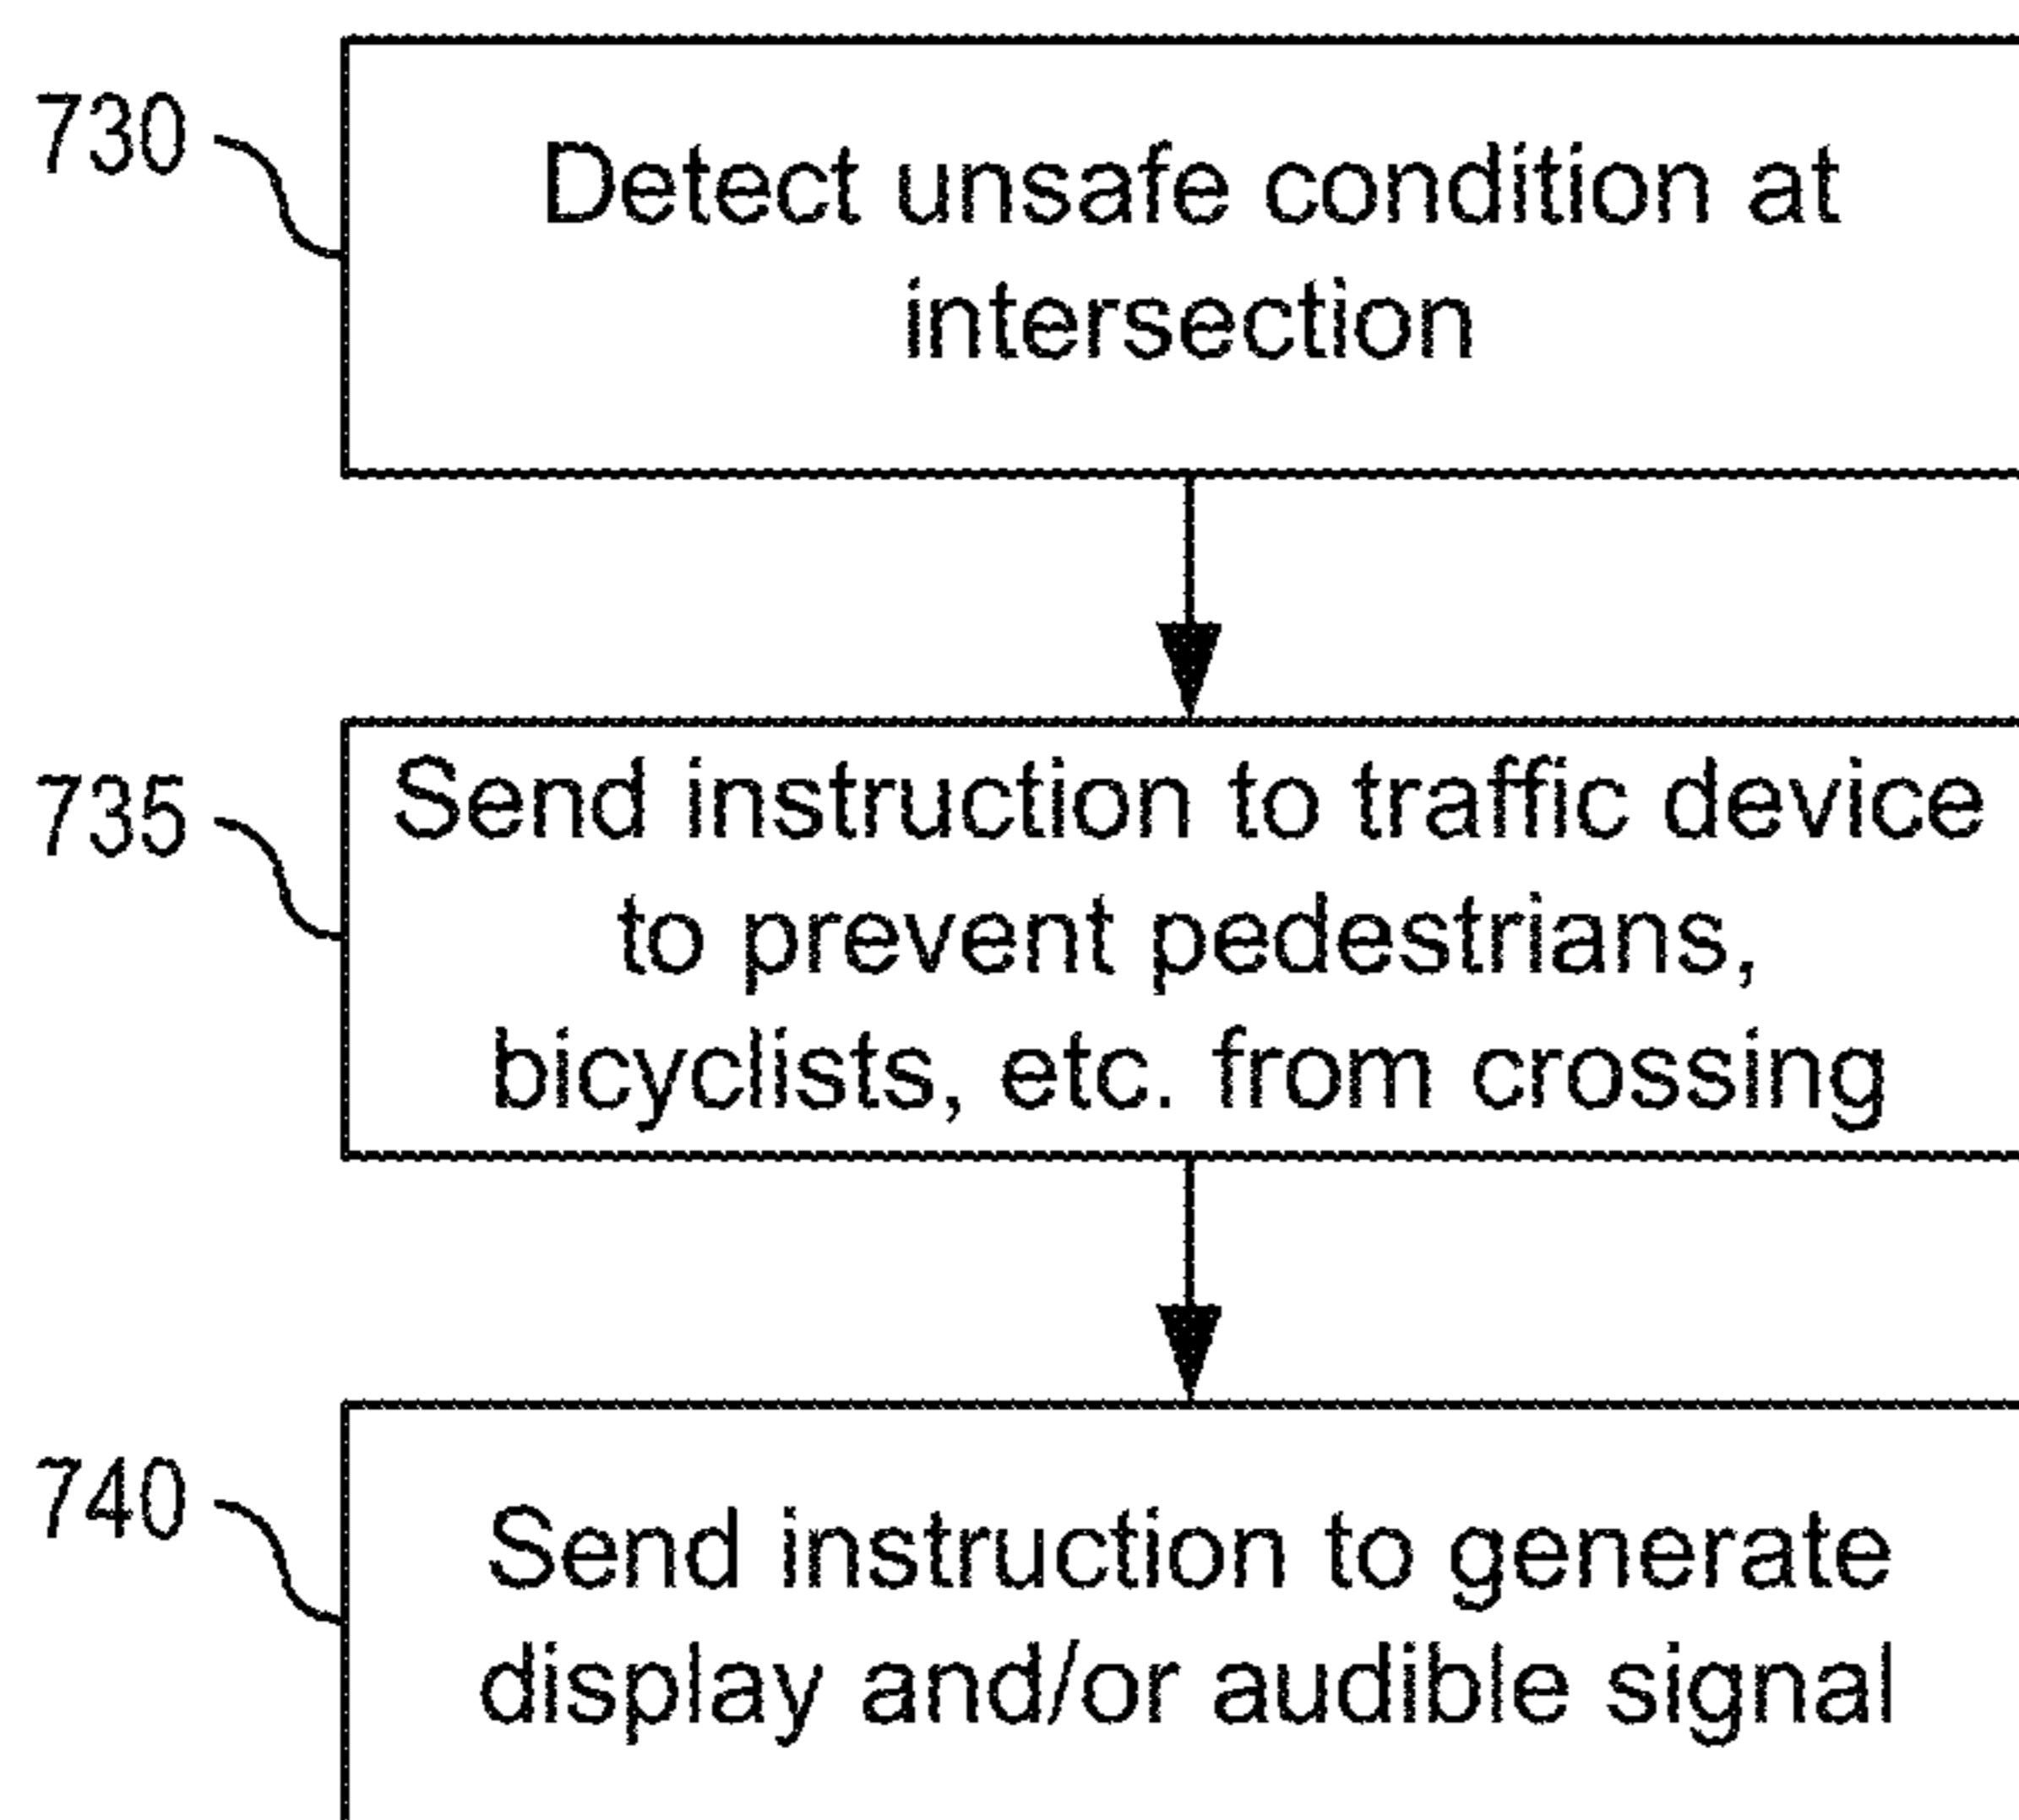 730
Detect unsafe condition at
intersection
735
Send instruction to traffic device
to prevent pedestrians,
bicyclists, etc. from crossing
740
Send instruction to generate
display and/or audible signal